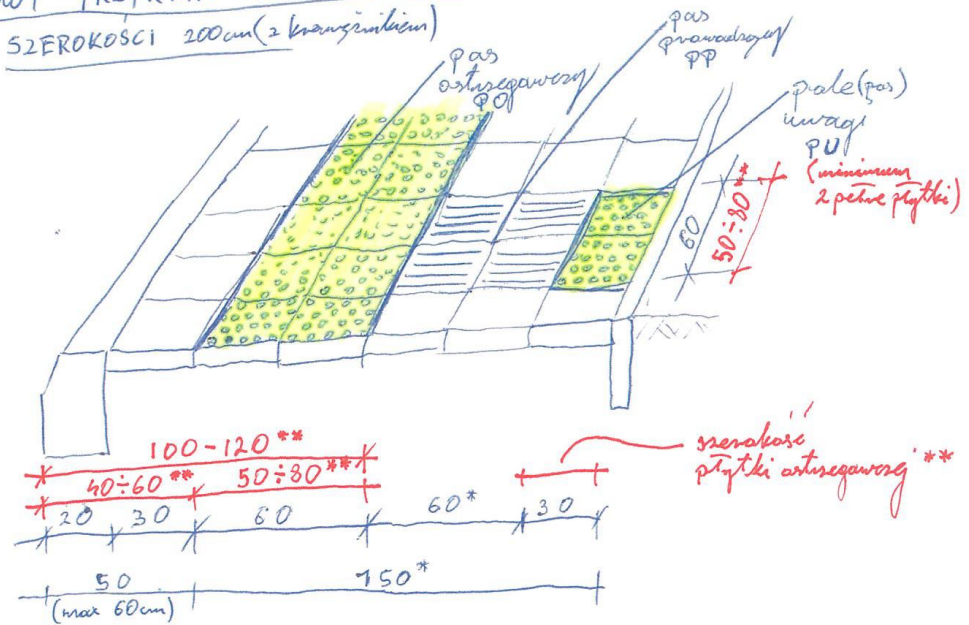 SZEROKOŚCI 200cm (z krawężnikiem)
pas
ostrzegawczy
PO
pas
prowadzący
PP
pole (pas)
uwagi
PU
(minimum
2 pełne płytki)
60
50÷80**
100-120**
40÷60**
50÷80**
szerokość
płytki ostrzegawczej**
20
30
60
60*
30
50
(max 60cm)
150*